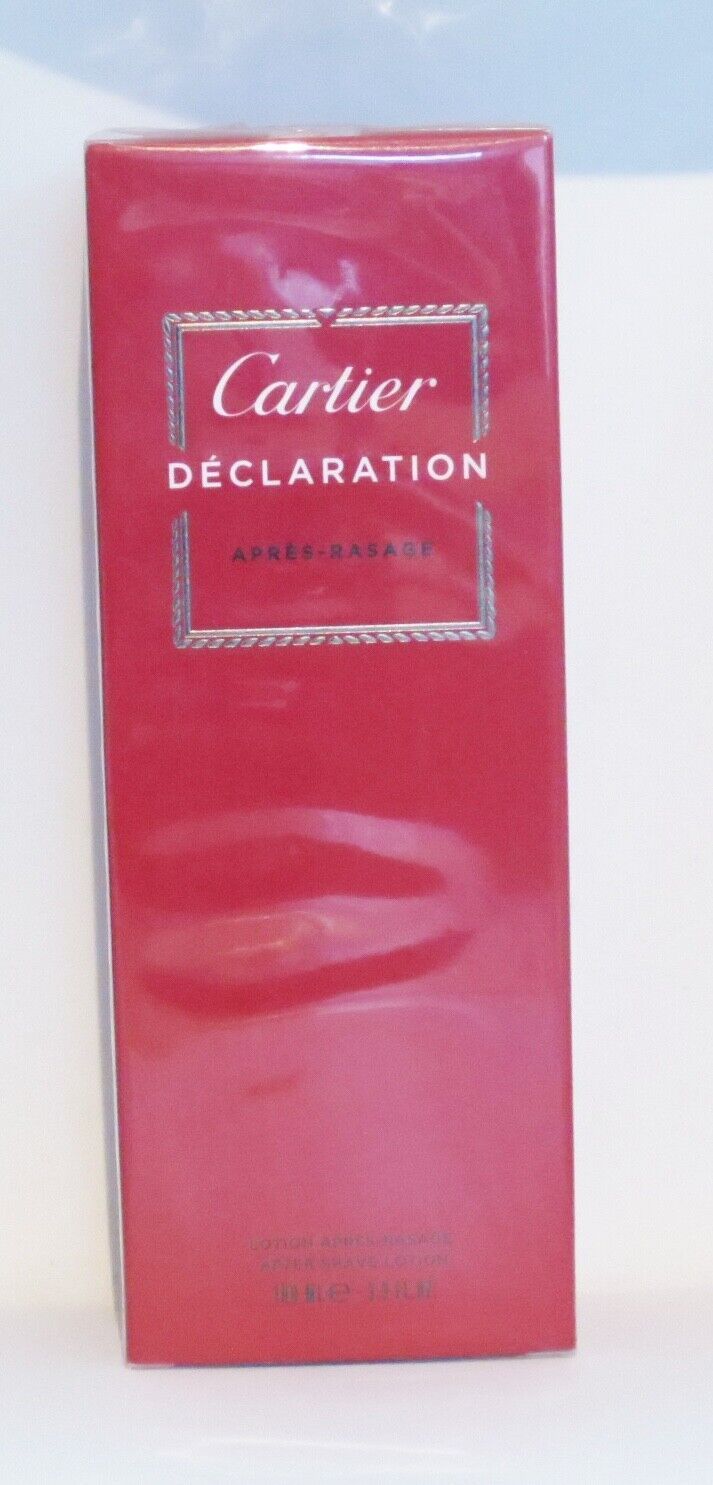 Cartier
DÉCLARATION
APRÈS-RASAGE
LOTION APRÈS-RASAGE
AFTER SHAVE LOTION